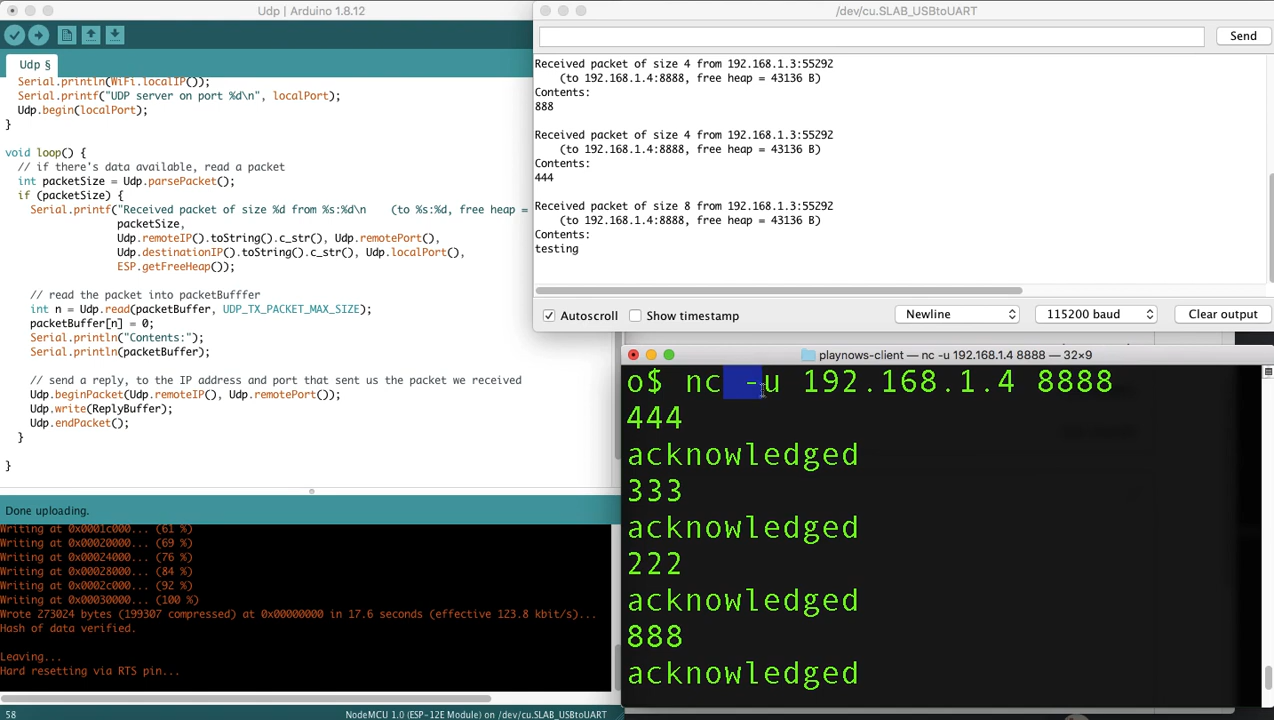 Udp | Arduino 1.8.12
Udp §
Serial.println(WiFi.localIP());
Serial.printf("UDP server on port %d\n", localPort);
Udp.begin(localPort);
}
void loop() {
// if there's data available, read a packet
int packetSize = Udp.parsePacket();
if (packetSize) {
Serial.printf("Received packet of size %d from %s:%d\n    (to %s:%d, free heap =
packetSize,
Udp.remoteIP().toString().c_str(), Udp.remotePort(),
Udp.destinationIP().toString().c_str(), Udp.localPort(),
ESP.getFreeHeap());
// read the packet into packetBufffer
int n = Udp.read(packetBuffer, UDP_TX_PACKET_MAX_SIZE);
packetBuffer[n] = 0;
Serial.println("Contents:");
Serial.println(packetBuffer);
// send a reply, to the IP address and port that sent us the packet we received
Udp.beginPacket(Udp.remoteIP(), Udp.remotePort());
Udp.write(ReplyBuffer);
Udp.endPacket();
}
}
Done uploading.
Writing at 0x0001c000... (61 %)
Writing at 0x00020000... (69 %)
Writing at 0x00024000... (76 %)
Writing at 0x00028000... (84 %)
Writing at 0x0002c000... (92 %)
Writing at 0x00030000... (100 %)
Wrote 273024 bytes (199307 compressed) at 0x00000000 in 17.6 seconds (effective 123.8 kbit/s)...
Hash of data verified.
Leaving...
Hard resetting via RTS pin...
58
NodeMCU 1.0 (ESP-12E Module) on /dev/cu.SLAB_USBtoUART
/dev/cu.SLAB_USBtoUART
Send
Received packet of size 4 from 192.168.1.3:55292
(to 192.168.1.4:8888, free heap = 43136 B)
Contents:
888
Received packet of size 4 from 192.168.1.3:55292
(to 192.168.1.4:8888, free heap = 43136 B)
Contents:
444
Received packet of size 8 from 192.168.1.3:55292
(to 192.168.1.4:8888, free heap = 43136 B)
Contents:
testing
Autoscroll
Show timestamp
Newline
115200 baud
Clear output
playnows-client — nc -u 192.168.1.4 8888 — 32×9
o$ nc -u 192.168.1.4 8888
444
acknowledged
333
acknowledged
222
acknowledged
888
acknowledged